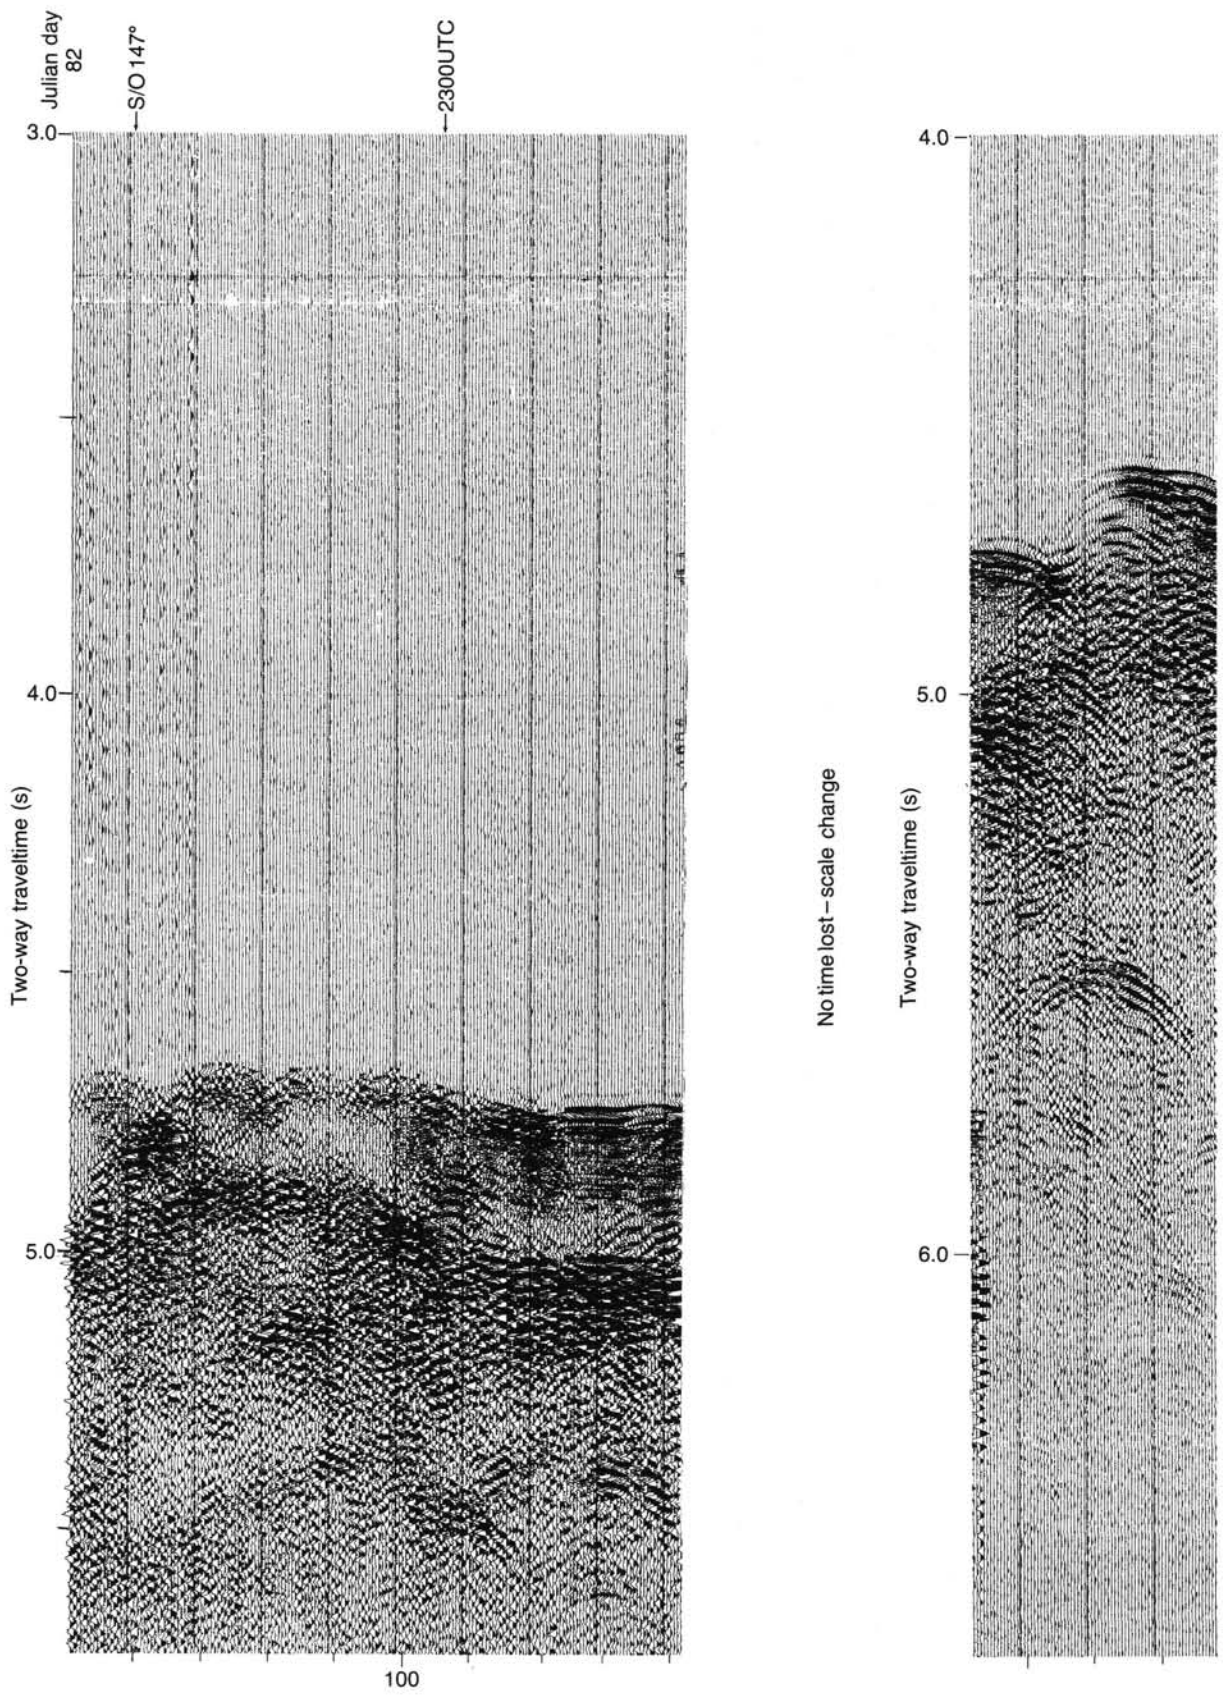 Julian day
82
S/O 147°
2300UTC
3.0
4.0
5.0
Two-way traveltime (s)
100
No time lost – scale change
4.0
5.0
6.0
Two-way traveltime (s)